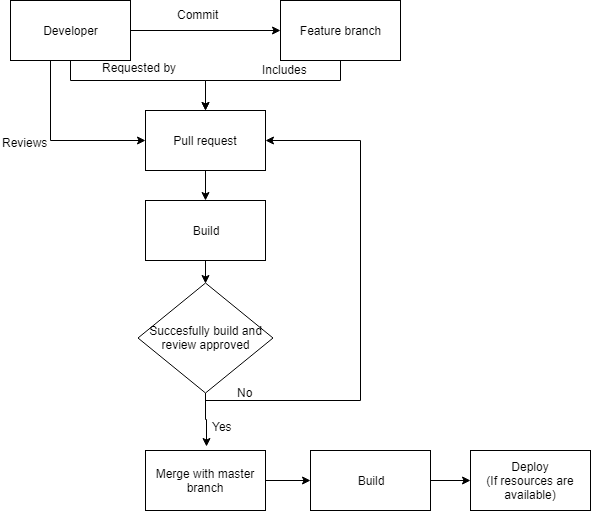 Commit
Developer
Feature branch
Requested by
Includes
Reviews
Pull request
Build
Succesfully build and
review approved
No
Yes
Merge with master
branch
Build
Deploy
(If resources are
available)